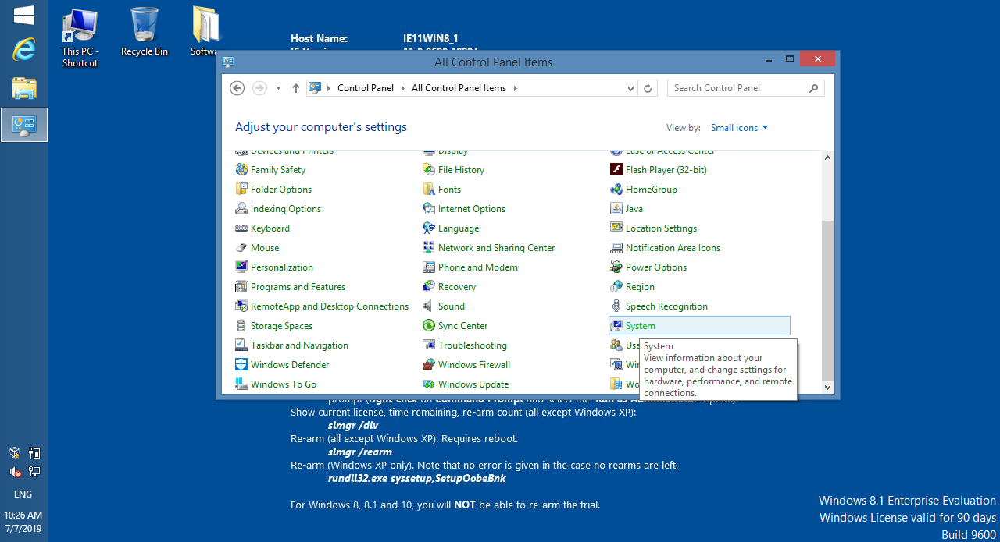 This PC -
Shortcut
Recycle Bin
Softwa
Host Name: IE11WIN8_1
All Control Panel Items
Control Panel All Control Panel Items
Search Control Panel
Adjust your computer's settings
View by: Small icons
Devices and Printers Display Ease of Access Center
Family Safety File History Flash Player (32-bit)
Folder Options Fonts HomeGroup
Indexing Options Internet Options Java
Keyboard Language Location Settings
Mouse Network and Sharing Center Notification Area Icons
Personalization Phone and Modem Power Options
Programs and Features Recovery Region
RemoteApp and Desktop Connections Sound Speech Recognition
Storage Spaces Sync Center System
Taskbar and Navigation Troubleshooting Use
Windows Defender Windows Firewall Win
Windows To Go Windows Update Wo
System
View information about your
computer, and change settings for
hardware, performance, and remote
connections.
prompt (right-click on Command Prompt and select the
Show current license, time remaining, re-arm count (all except Windows XP):
slmgr /dlv
Re-arm (all except Windows XP). Requires reboot.
slmgr /rearm
Re-arm (Windows XP only). Note that no error is given in the case no rearms are left.
rundll32.exe syssetup,SetupOobeBnk
For Windows 8, 8.1 and 10, you will NOT be able to re-arm the trial.
ENG
10:26 AM
7/7/2019
Windows 8.1 Enterprise Evaluation
Windows License valid for 90 days
Build 9600